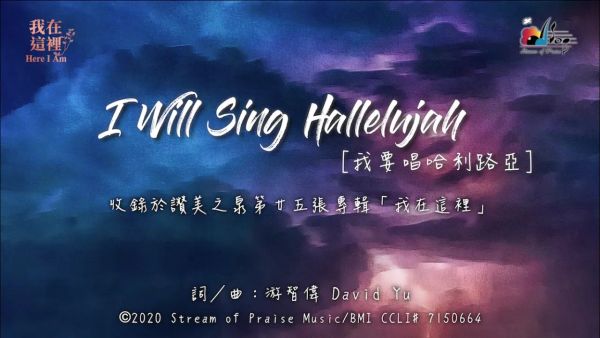 我在
這裡
Here I Am
Stream of Praise
I Will Sing Hallelujah
[我要唱哈利路亞]
收錄於讚美之泉第廿五張專輯「我在這裡」
詞／曲：游智偉 David Yu
©2020 Stream of Praise Music/BMI CCLI# 7150664